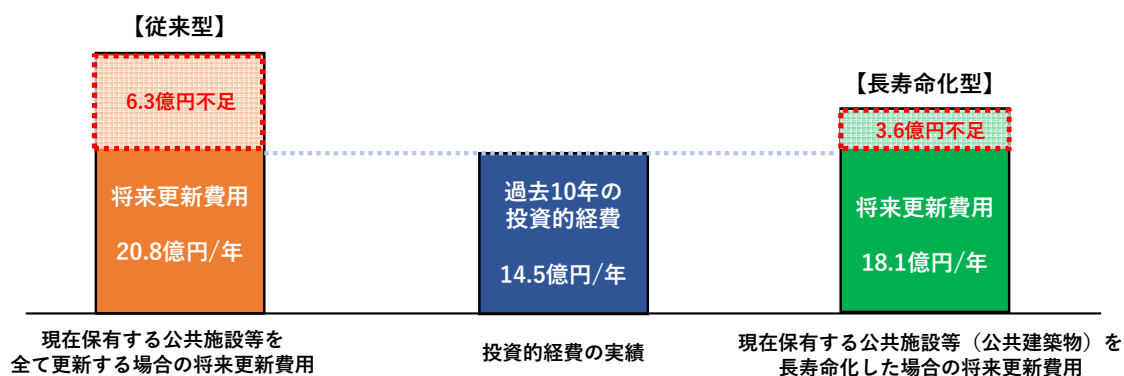 【従来型】
6.3億円不足
将来更新費用
20.8億円/年
現在保有する公共施設等を
全て更新する場合の将来更新費用
過去10年の
投資的経費
14.5億円/年
投資的経費の実績
【長寿命化型】
3.6億円不足
将来更新費用
18.1億円/年
現在保有する公共施設等（公共建築物）を
長寿命化した場合の将来更新費用